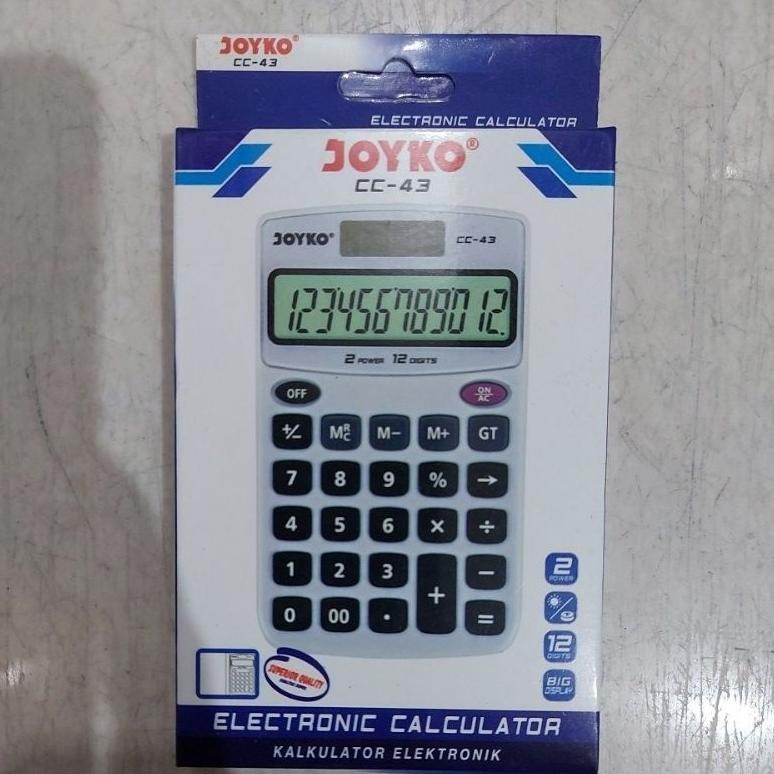 JOYKO®
CC-43
ELECTRONIC CALCULATOR
JOYKO®
CC-43
JOYKO® CC-43
123456789012.
2 POWER 12 DIGITS
OFF ON/AC
+/− MRC M− M+ GT
7 8 9 % →
4 5 6 × ÷
1 2 3 + −
0 00 . =
2 POWER
12 DIGITS
BIG DISPLAY
SUPERIOR QUALITY
ELECTRONIC CALCULATOR
KALKULATOR ELEKTRONIK